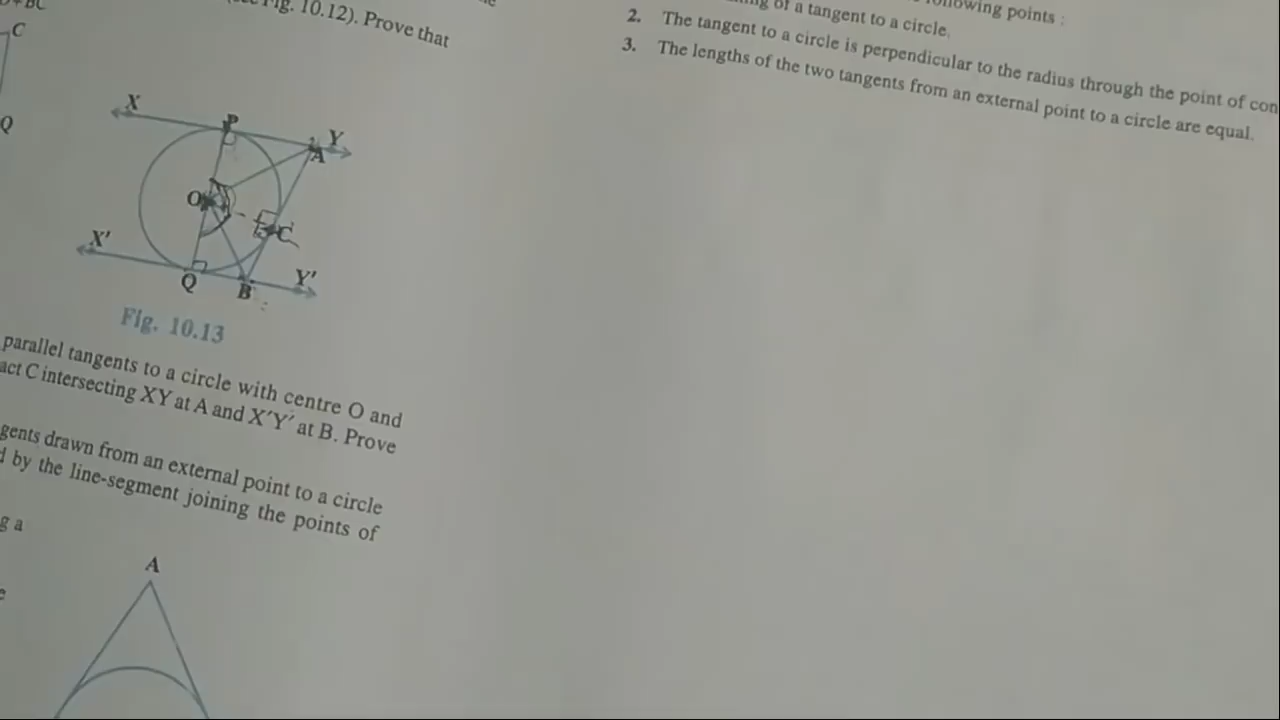 BC
C
Q
Fig. 10.12). Prove that
X
P
Y
A
O
C
X'
Q
B
Y'
Fig. 10.13
parallel tangents to a circle with centre O and
C intersecting XY at A and X'Y' at B. Prove
drawn from an external point to a circle
by the line-segment joining the points of
g a
A
following points :
of a tangent to a circle.
2. The tangent to a circle is perpendicular to the radius through the point of con
3. The lengths of the two tangents from an external point to a circle are equal.